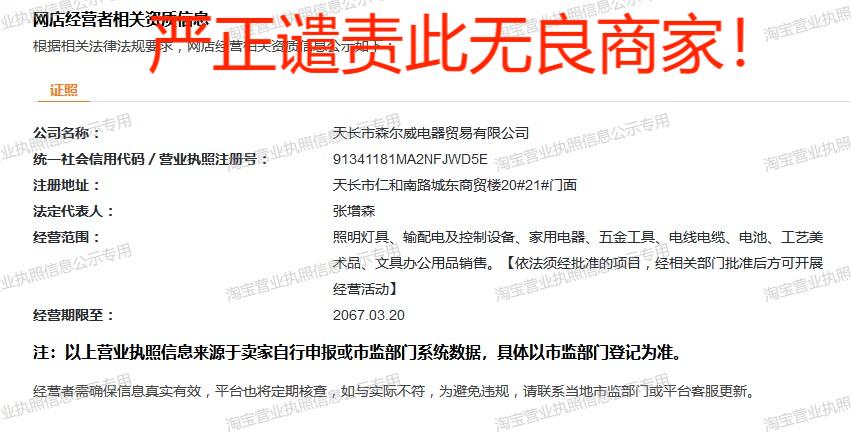 网店经营者相关资质信息
严正谴责此无良商家！
根据相关法律法规要求，网店经营相关资质信息公示如下：
证照
公司名称： 天长市森尔威电器贸易有限公司
统一社会信用代码 / 营业执照注册号： 91341181MA2NFJWD5E
注册地址： 天长市仁和南路城东商贸楼20#21#门面
法定代表人： 张增森
经营范围： 照明灯具、输配电及控制设备、家用电器、五金工具、电线电缆、电池、工艺美
术品、文具办公用品销售。【依法须经批准的项目，经相关部门批准后方可开展
经营活动】
经营期限至： 2067.03.20
注：以上营业执照信息来源于卖家自行申报或市监部门系统数据，具体以市监部门登记为准。
经营者需确保信息真实有效，平台也将定期核查，如与实际不符，为避免违规，请联系当地市监部门或平台客服更新。
淘宝营业执照信息公示专用